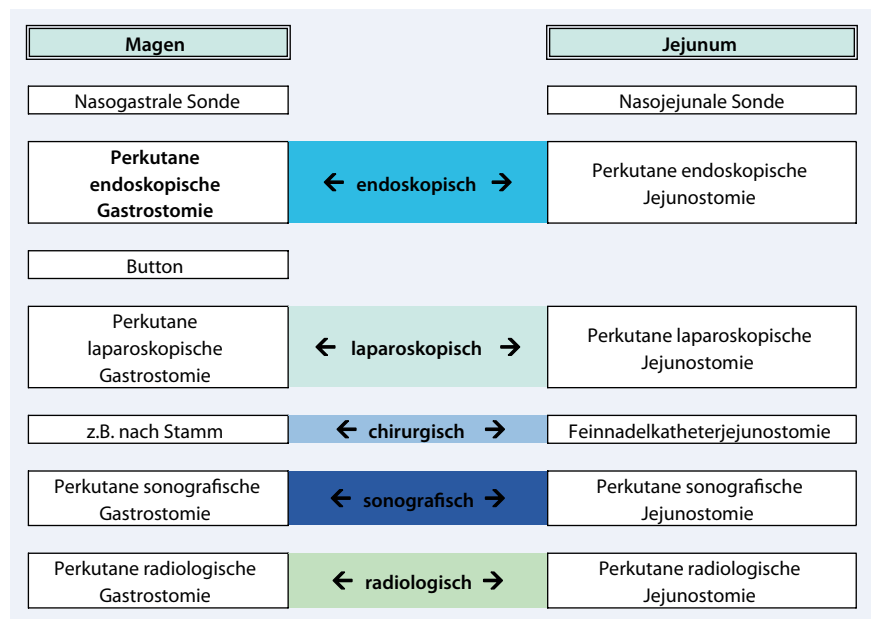 Magen
Jejunum
Nasogastrale Sonde
Nasojejunale Sonde
Perkutane
endoskopische
Gastrostomie
← endoskopisch →
Perkutane endoskopische
Jejunostomie
Button
Perkutane
laparoskopische
Gastrostomie
← laparoskopisch →
Perkutane laparoskopische
Jejunostomie
z.B. nach Stamm
← chirurgisch →
Feinnadelkatheterjejunostomie
Perkutane sonografische
Gastrostomie
← sonografisch →
Perkutane sonografische
Jejunostomie
Perkutane radiologische
Gastrostomie
← radiologisch →
Perkutane radiologische
Jejunostomie